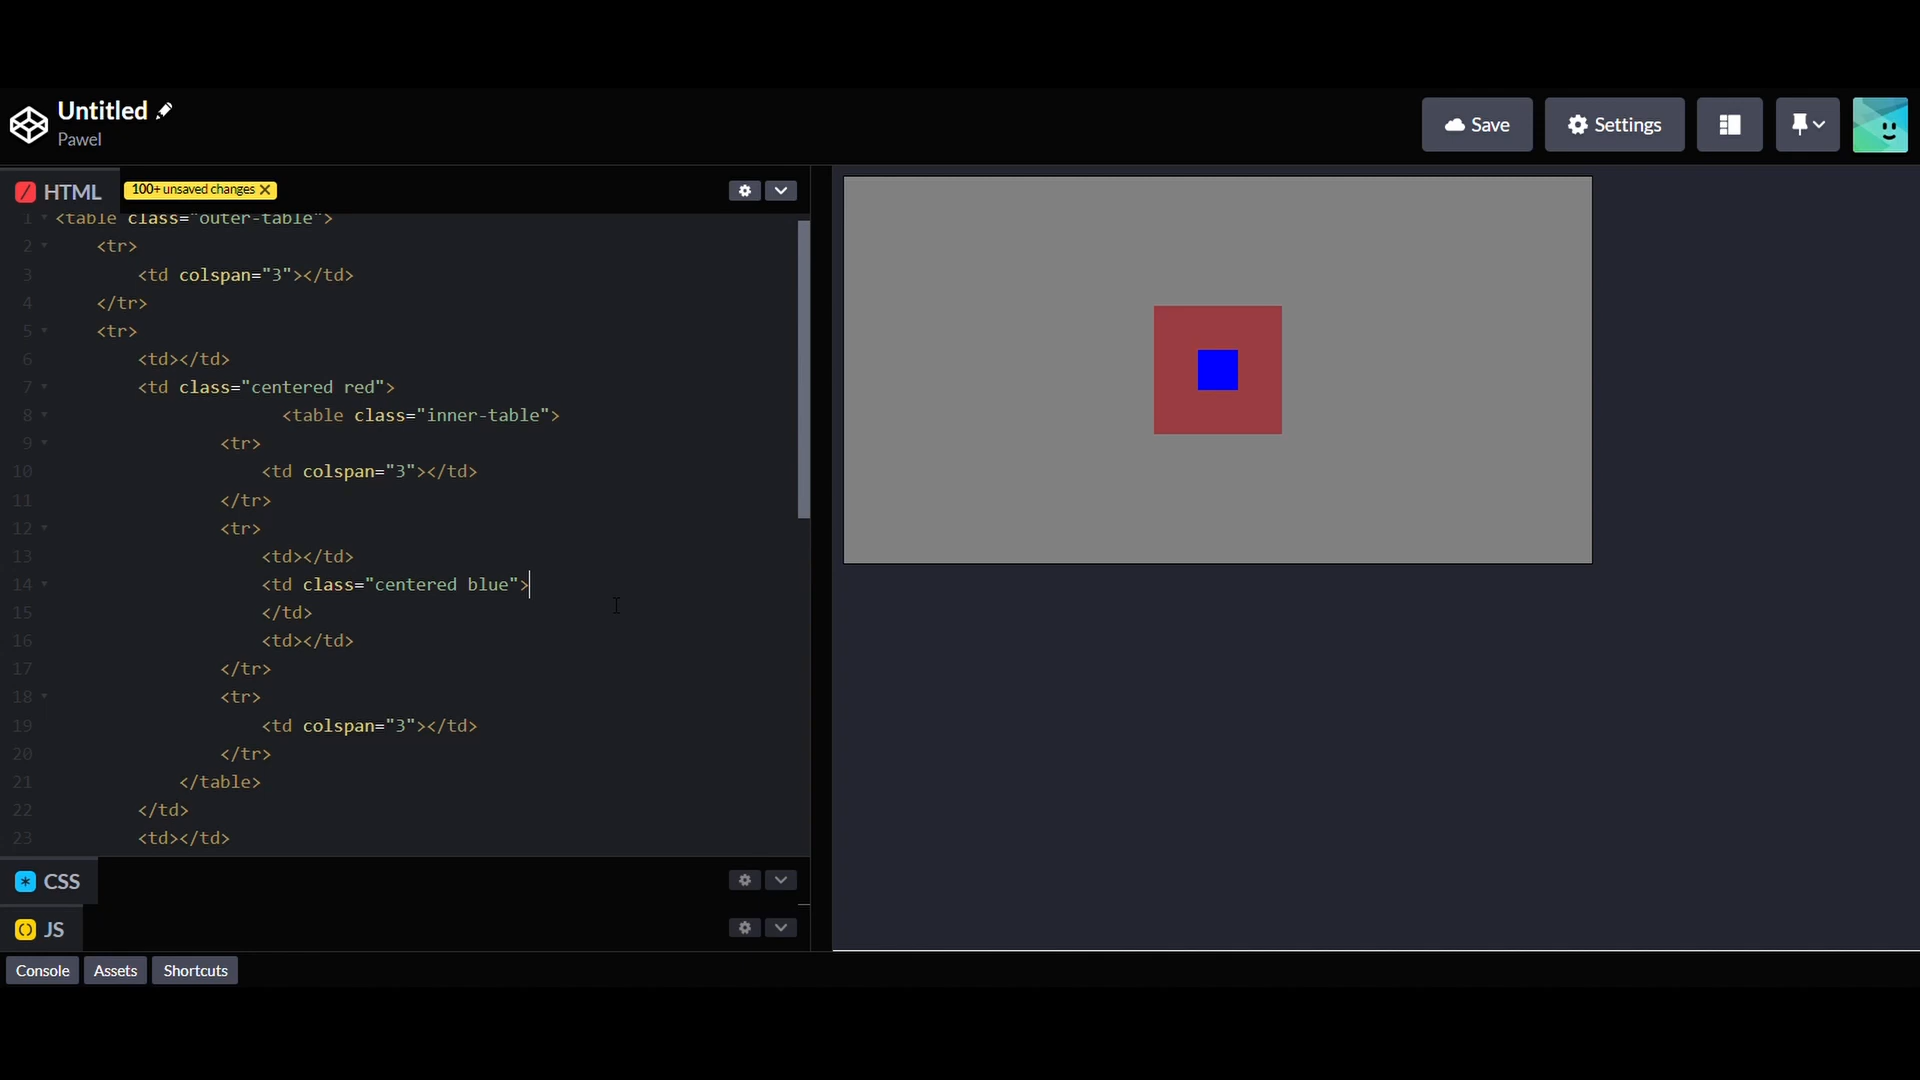 Untitled
Pawel
Save
Settings
HTML
100+ unsaved changes ×
1 <table class="outer-table">
2 <tr>
3 <td colspan="3"></td>
4 </tr>
5 <tr>
6 <td></td>
7 <td class="centered red">
8 <table class="inner-table">
9 <tr>
10 <td colspan="3"></td>
11 </tr>
12 <tr>
13 <td></td>
14 <td class="centered blue">
15 </td>
16 <td></td>
17 </tr>
18 <tr>
19 <td colspan="3"></td>
20 </tr>
21 </table>
22 </td>
23 <td></td>
CSS
JS
Console Assets Shortcuts